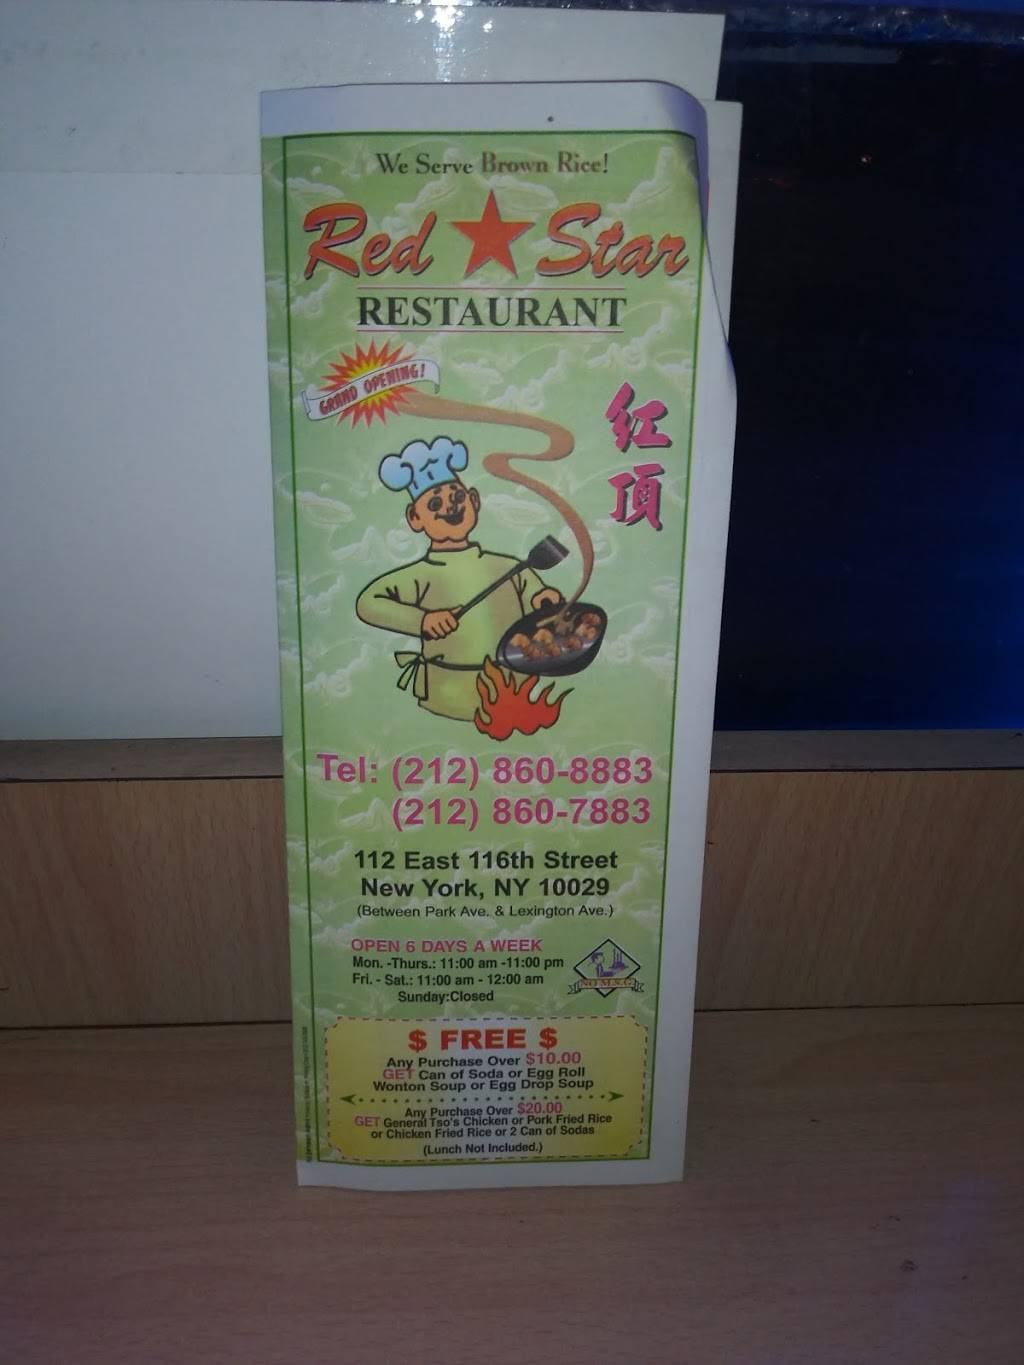 We Serve Brown Rice!
Red Star
RESTAURANT
GRAND OPENING!
紅
頂
Tel: (212) 860-8883
(212) 860-7883
112 East 116th Street
New York, NY 10029
(Between Park Ave. & Lexington Ave.)
OPEN 6 DAYS A WEEK
Mon. -Thurs.: 11:00 am -11:00 pm
Fri. - Sat.: 11:00 am - 12:00 am
Sunday:Closed
NO M.S.G.
$ FREE $
Any Purchase Over $10.00
GET Can of Soda or Egg Roll
Wonton Soup or Egg Drop Soup
Any Purchase Over $20.00
GET General Tso's Chicken or Pork Fried Rice
or Chicken Fried Rice or 2 Can of Sodas
(Lunch Not Included.)